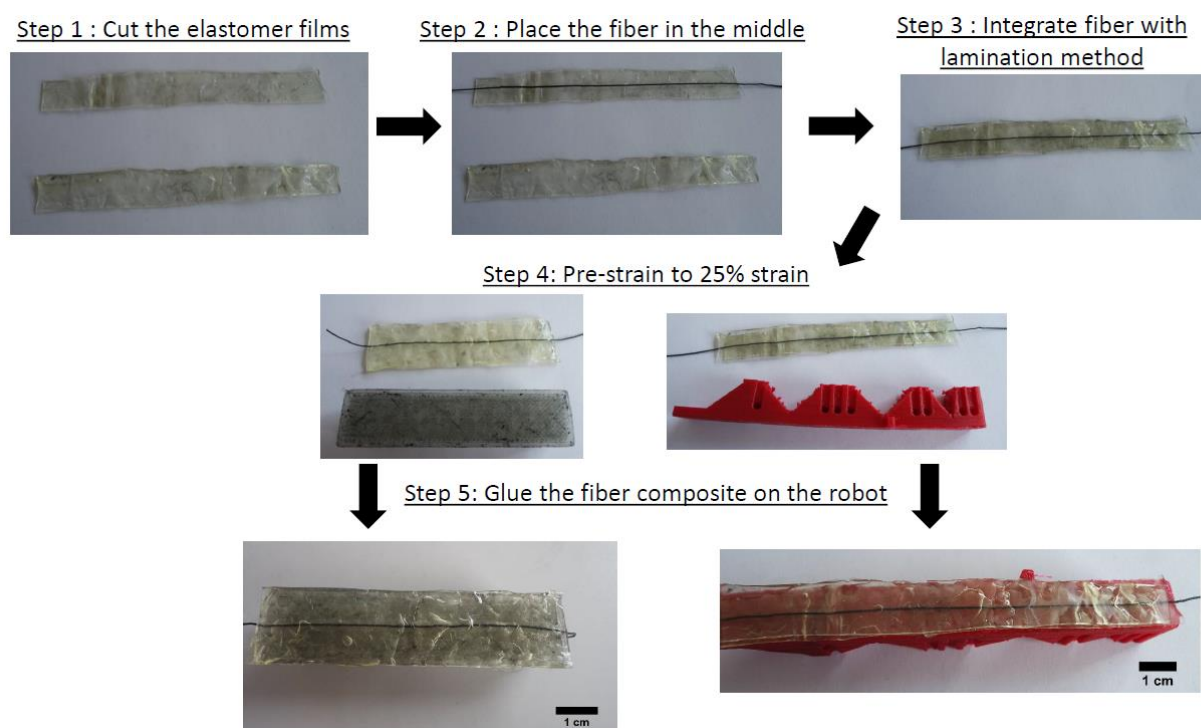 Step 1 : Cut the elastomer films
Step 2 : Place the fiber in the middle
Step 3 : Integrate fiber with
lamination method
Step 4: Pre-strain to 25% strain
Step 5: Glue the fiber composite on the robot
1 cm
1 cm